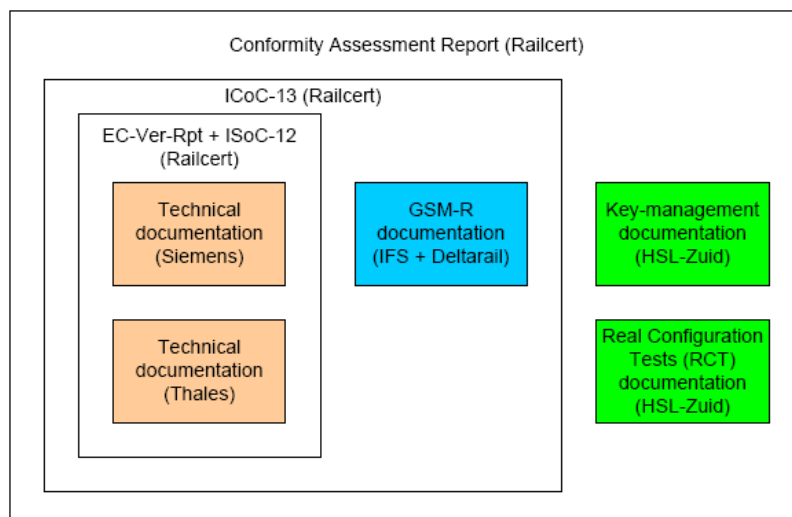 Conformity Assessment Report (Railcert)
ICoC-13 (Railcert)
EC-Ver-Rpt + ISoC-12
(Railcert)
Technical
documentation
(Siemens)
GSM-R
documentation
(IFS + Deltarail)
Key-management
documentation
(HSL-Zuid)
Technical
documentation
(Thales)
Real Configuration
Tests (RCT)
documentation
(HSL-Zuid)